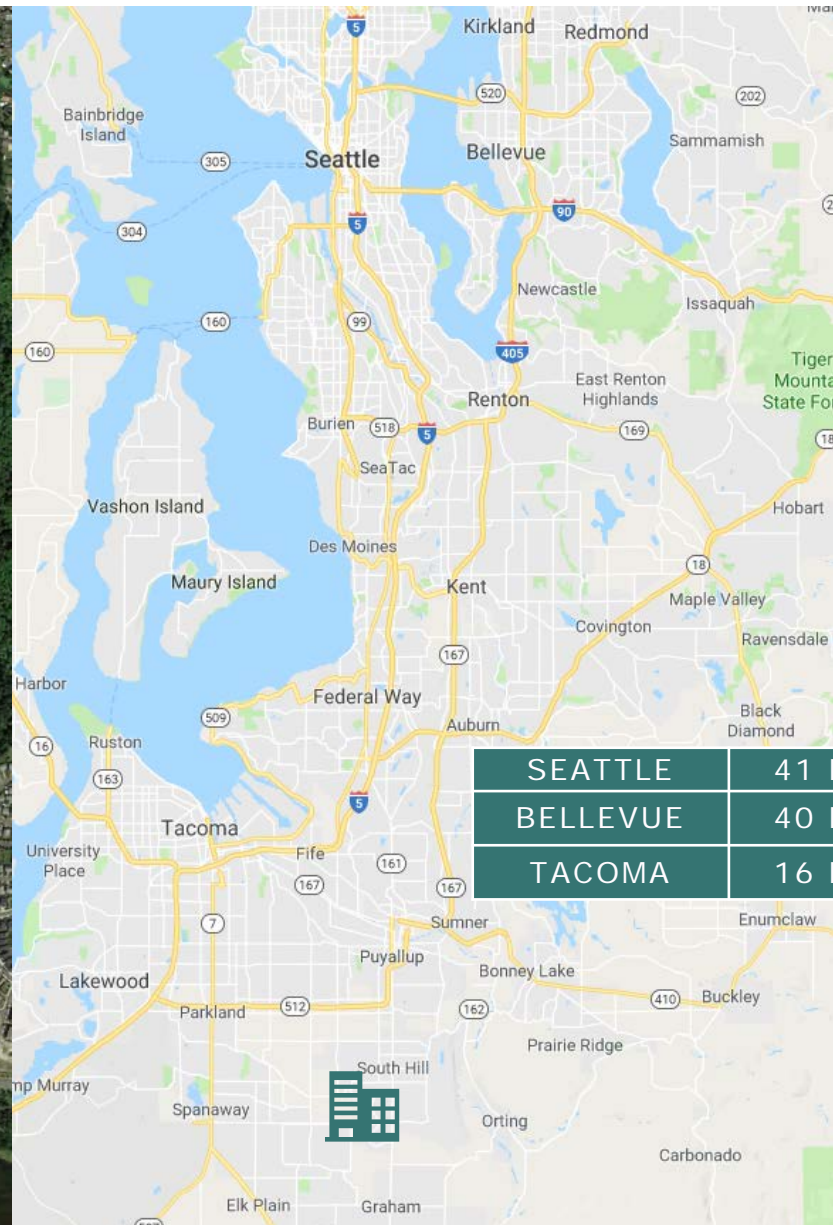 Kirkland
Redmond
5
520
202
Bainbridge
Island
Sammamish
305
Seattle
Bellevue
304
5
90
Newcastle
Issaquah
160
99
160
405
Tiger
Mounta
State Fo
East Renton
Highlands
Renton
Burien
518
5
169
18
SeaTac
Vashon Island
Hobart
Des Moines
Maury Island
Kent
18
Maple Valley
Covington
Ravensdale
167
Harbor
Federal Way
509
Auburn
Black
Diamond
16
Ruston
163
SEATTLE 41
BELLEVUE 40
TACOMA 16
5
Tacoma
University
Place
Fife
161
167
167
7
Sumner
Enumclaw
Puyallup
Bonney Lake
Lakewood
Parkland
512
162
410
Buckley
Prairie Ridge
South Hill
mp Murray
Spanaway
Orting
Carbonado
Elk Plain
Graham